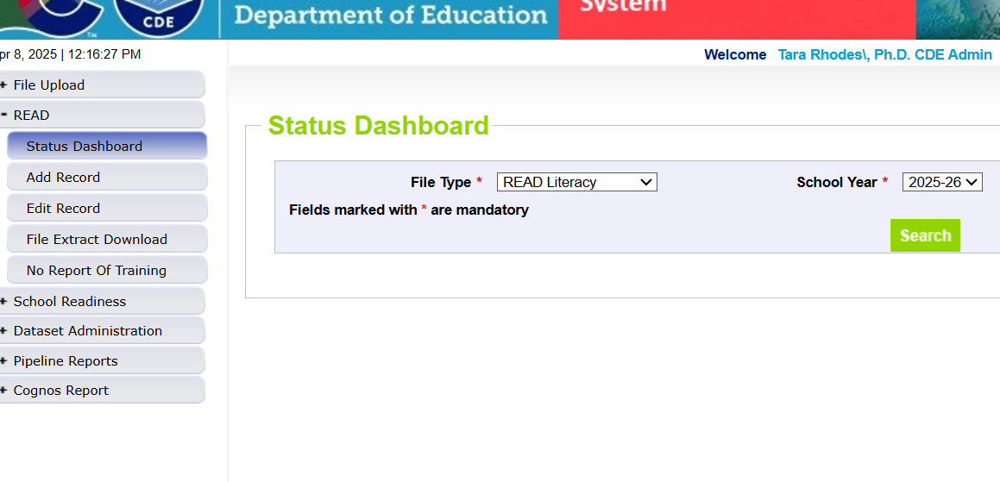 CDE
TM
Department of Education
System
pr 8, 2025 | 12:16:27 PM
Welcome Tara Rhodes\, Ph.D. CDE Admin
+ File Upload
- READ
Status Dashboard
Add Record
Edit Record
File Extract Download
No Report Of Training
+ School Readiness
+ Dataset Administration
+ Pipeline Reports
+ Cognos Report
Status Dashboard
File Type * READ Literacy School Year * 2025-26
Fields marked with * are mandatory
Search